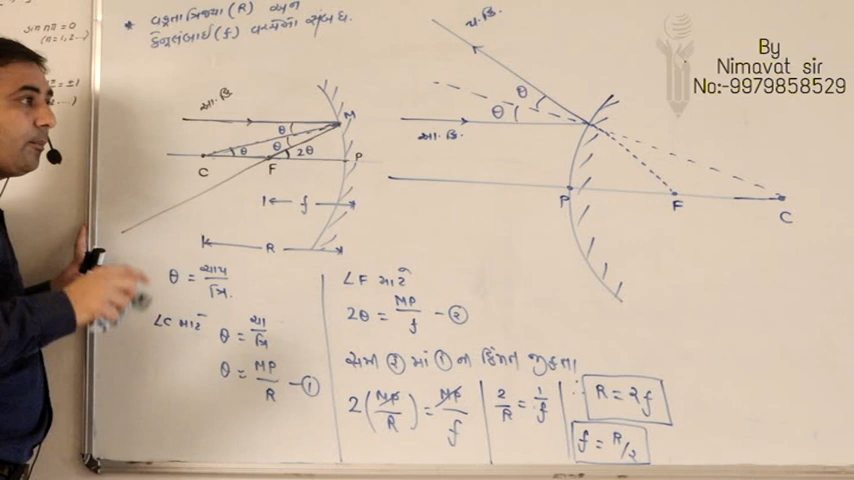 * વક્રતાત્રિજ્યા (R) અને
કેન્દ્રલંબાઈ (f) વચ્ચેનો સંબંધ.
By
Nimavat sir
No:-9979858529
આ.કિ.
θ
θ
θ
2θ
M
C
F
P
f
R
પ.કિ.
θ
θ
આ.કિ.
P
F
C
θ = ચાપ / ત્રિ.
∠C માટે
θ = ચા / ત્રિ
θ = MP / R - ①
∠F માટે
2θ = MP / f - ②
સમી ② માં ① ની કિંમત મુકતા
2(MP / R) = MP / f
2 / R = 1 / f
∴ R = 2f
f = R/2